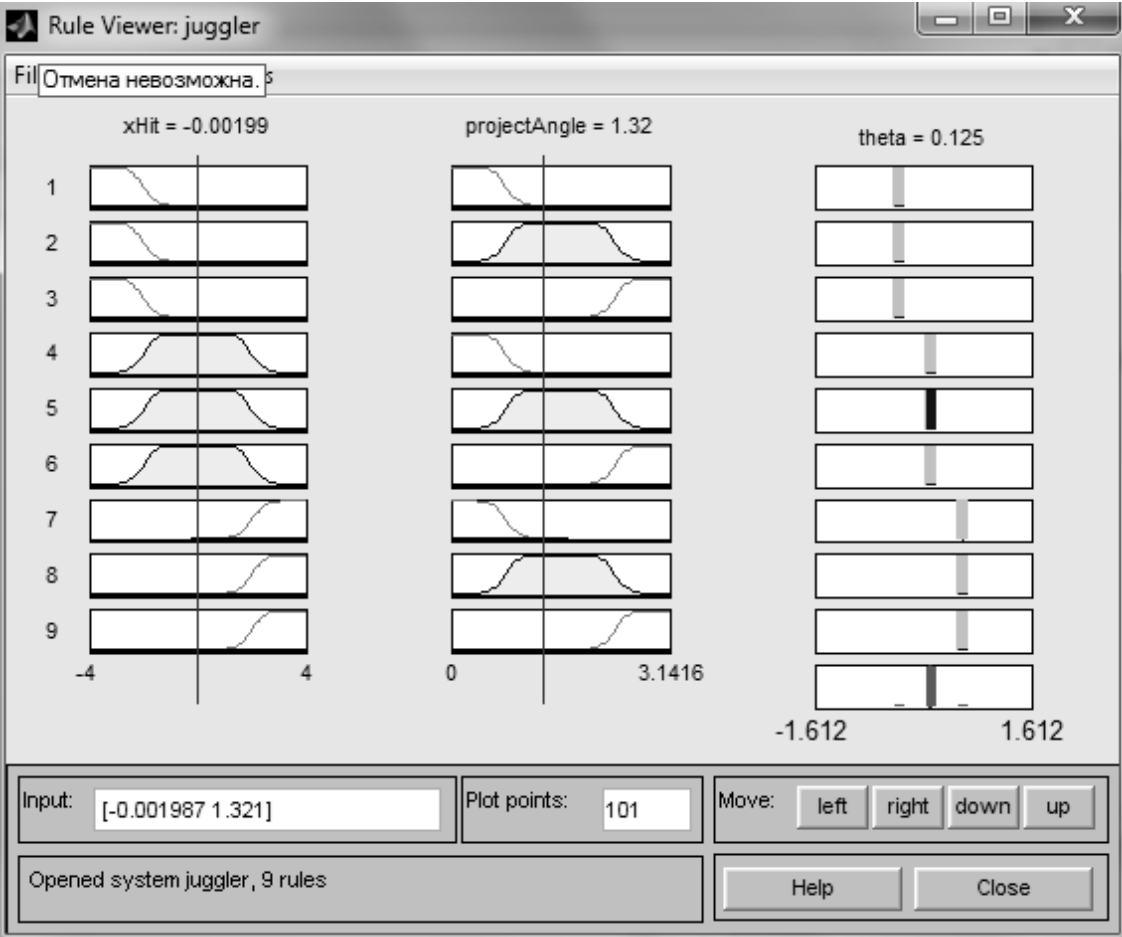 Rule Viewer: juggler
Fil
s
Отмена невозможна.
xHit = -0.00199
projectAngle = 1.32
theta = 0.125
1
2
3
4
5
6
7
8
9
-4 4
0 3.1416
-1.612 1.612
Input: [-0.001987 1.321]
Plot points: 101
Move: left right down up
Opened system juggler, 9 rules
Help Close